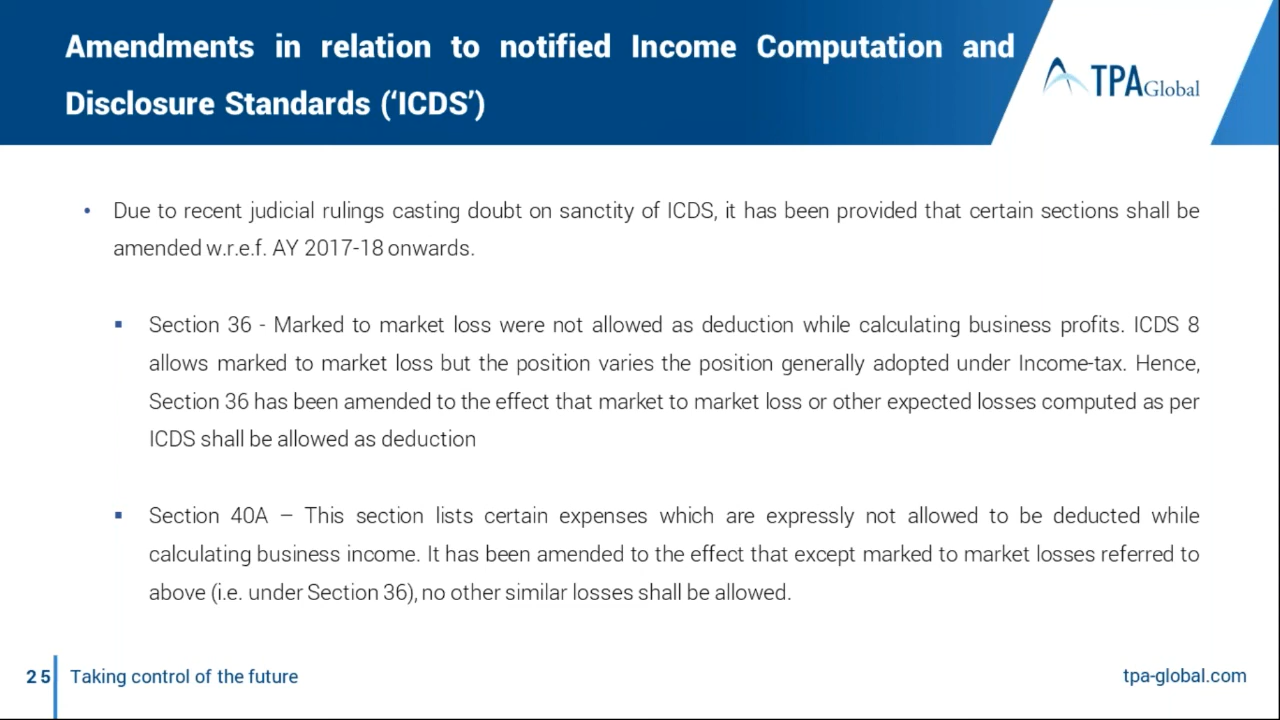 Amendments in relation to notified Income Computation and
Disclosure Standards (‘ICDS’)
TPAGlobal
• Due to recent judicial rulings casting doubt on sanctity of ICDS, it has been provided that certain sections shall be
amended w.r.e.f. AY 2017-18 onwards.
▪ Section 36 - Marked to market loss were not allowed as deduction while calculating business profits. ICDS 8
allows marked to market loss but the position varies the position generally adopted under Income-tax. Hence,
Section 36 has been amended to the effect that market to market loss or other expected losses computed as per
ICDS shall be allowed as deduction
▪ Section 40A – This section lists certain expenses which are expressly not allowed to be deducted while
calculating business income. It has been amended to the effect that except marked to market losses referred to
above (i.e. under Section 36), no other similar losses shall be allowed.
25 Taking control of the future
tpa-global.com